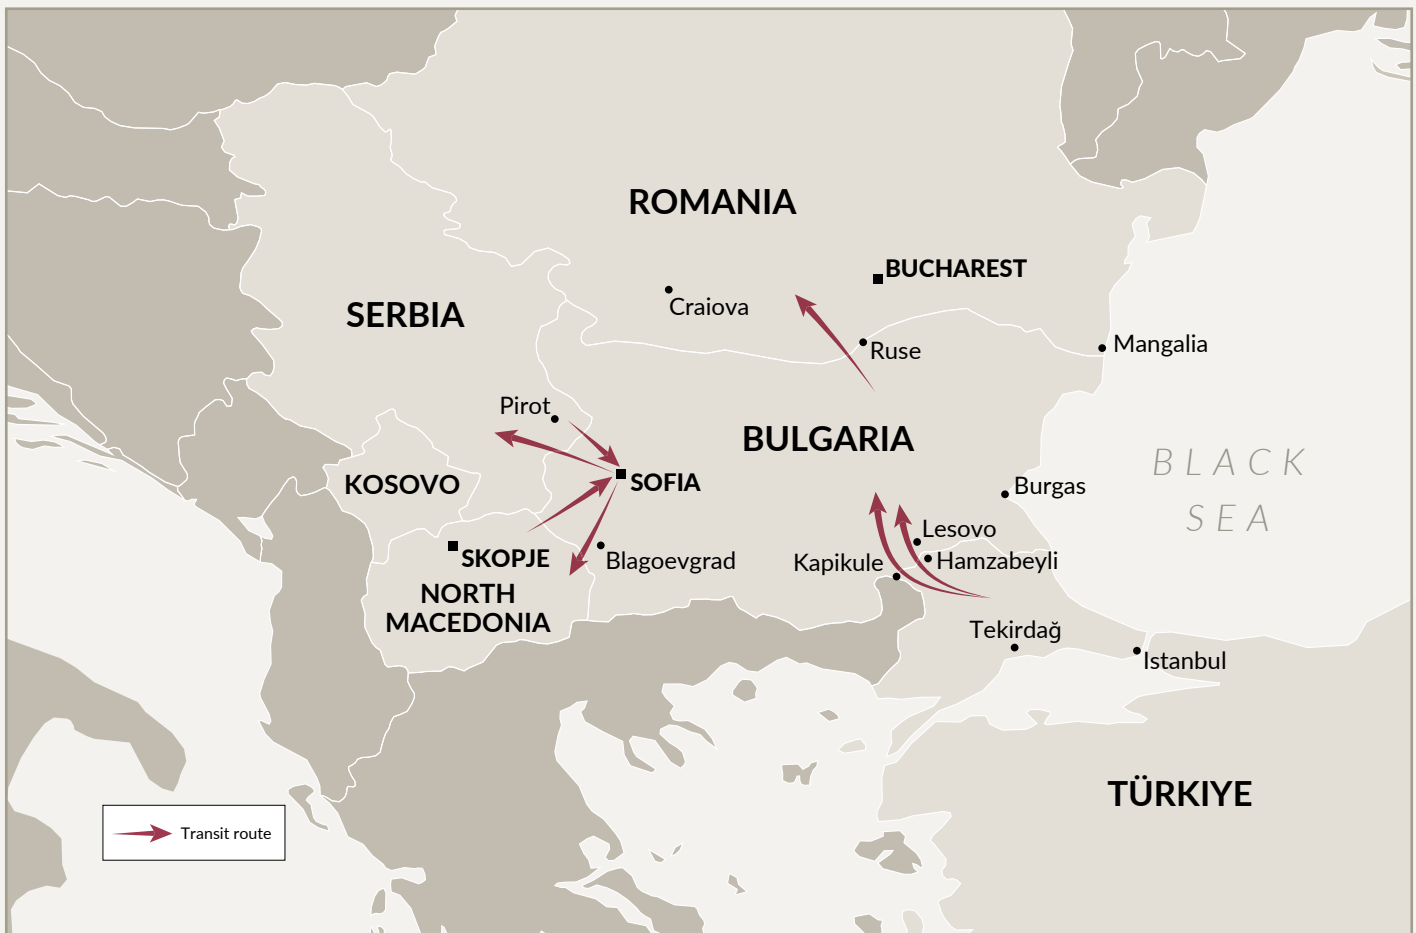 ROMANIA
BUCHAREST
Craiova
SERBIA
Ruse
Mangalia
Pirot
BULGARIA
BLACK
SEA
KOSOVO
SOFIA
Burgas
Lesovo
SKOPJE
Blagoevgrad
Kapikule
Hamzabeyli
NORTH
MACEDONIA
Tekirdağ
Istanbul
TÜRKIYE
Transit route